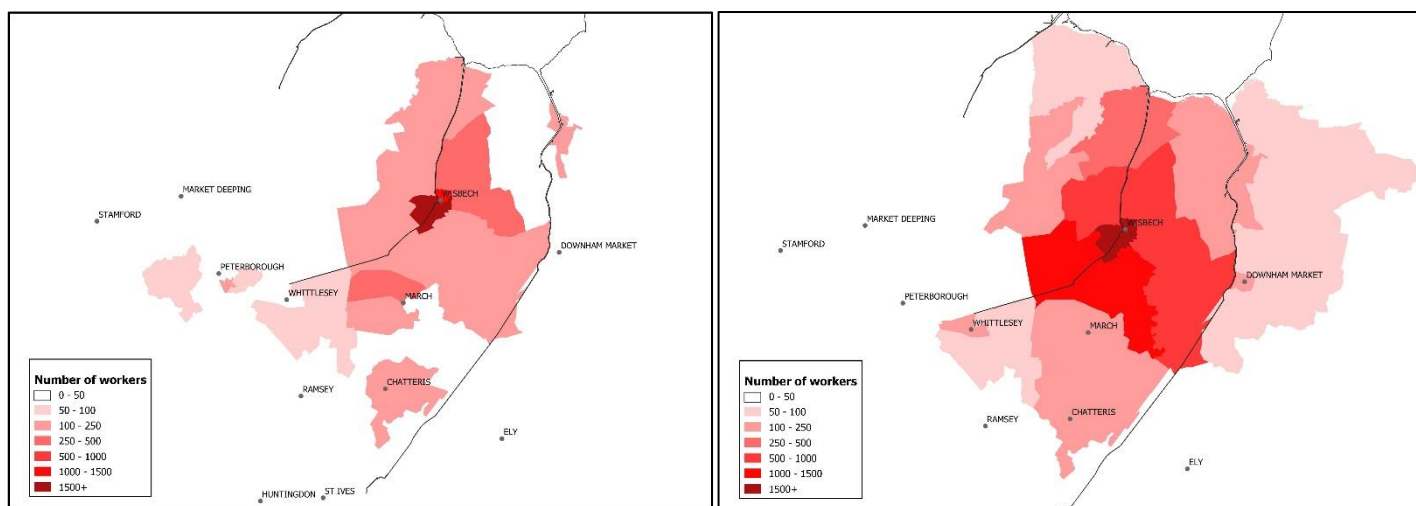 WISBECH
MARKET DEEPING
STAMFORD
DOWNHAM MARKET
PETERBOROUGH
WHITTLESEY
MARCH
RAMSEY
CHATTERIS
ELY
HUNTINGDON
ST IVES
Number of workers
0 - 50
50 - 100
100 - 250
250 - 500
500 - 1000
1000 - 1500
1500+
MARKET DEEPING
WISBECH
STAMFORD
DOWNHAM MARKET
PETERBOROUGH
WHITTLESEY
MARCH
RAMSEY
CHATTERIS
ELY
Number of workers
0 - 50
50 - 100
100 - 250
250 - 500
500 - 1000
1000 - 1500
1500+